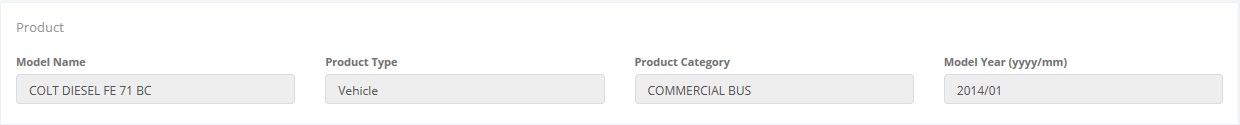 Product
Model Name Product Type Product Category Model Year (yyyy/mm)
COLT DIESEL FE 71 BC Vehicle COMMERCIAL BUS 2014/01